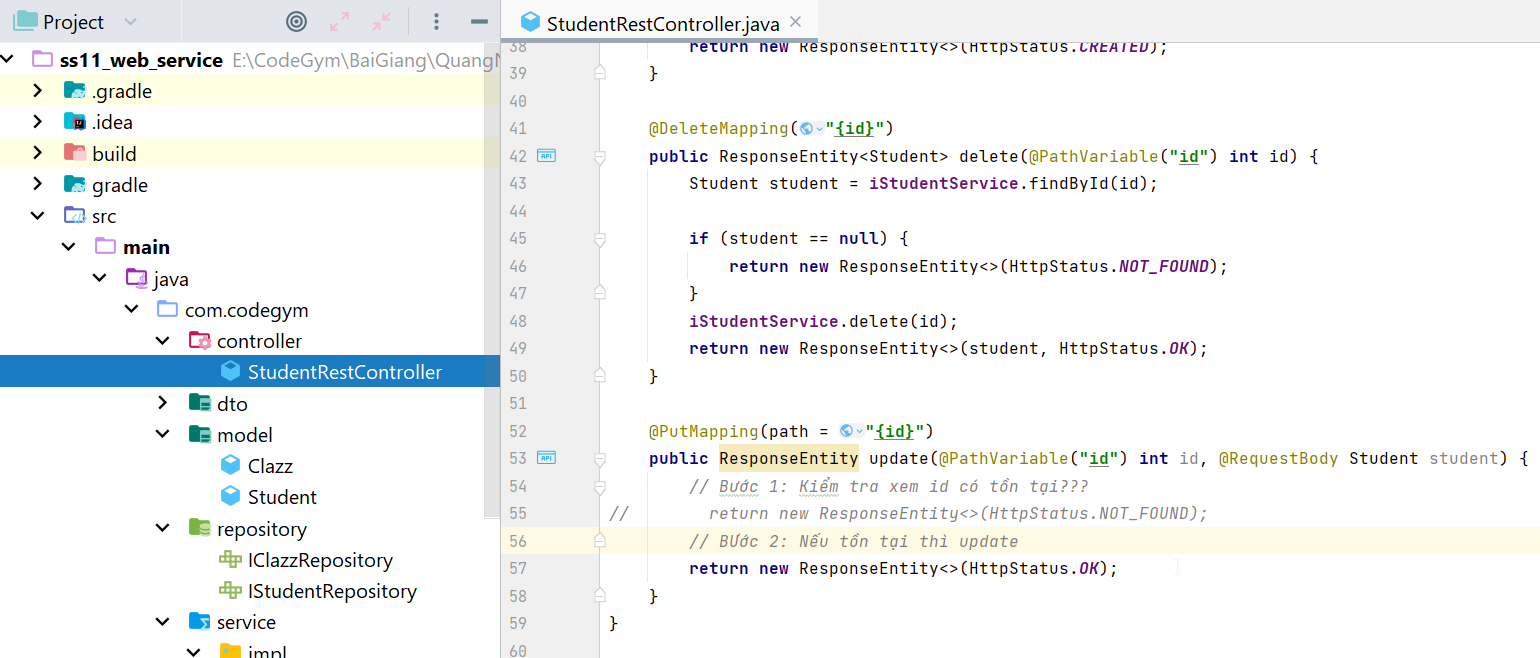 Project
StudentRestController.java
ss11_web_service E:\CodeGym\BaiGiang\Quang
.gradle
.idea
build
gradle
src
main
java
com.codegym
controller
StudentRestController
dto
model
Clazz
Student
repository
IClazzRepository
IStudentRepository
service
impl
38 return new ResponseEntity<>(HttpStatus.CREATED);
39 }
40
41 @DeleteMapping("{id}")
42 API public ResponseEntity<Student> delete(@PathVariable("id") int id) {
43 Student student = iStudentService.findById(id);
44
45 if (student == null) {
46 return new ResponseEntity<>(HttpStatus.NOT_FOUND);
47 }
48 iStudentService.delete(id);
49 return new ResponseEntity<>(student, HttpStatus.OK);
50 }
51
52 @PutMapping(path = "{id}")
53 API public ResponseEntity update(@PathVariable("id") int id, @RequestBody Student student) {
54 // Bước 1: Kiểm tra xem id có tồn tại???
55 // return new ResponseEntity<>(HttpStatus.NOT_FOUND);
56 // BƯớc 2: Nếu tồn tại thì update
57 return new ResponseEntity<>(HttpStatus.OK);
58 }
59 }
60